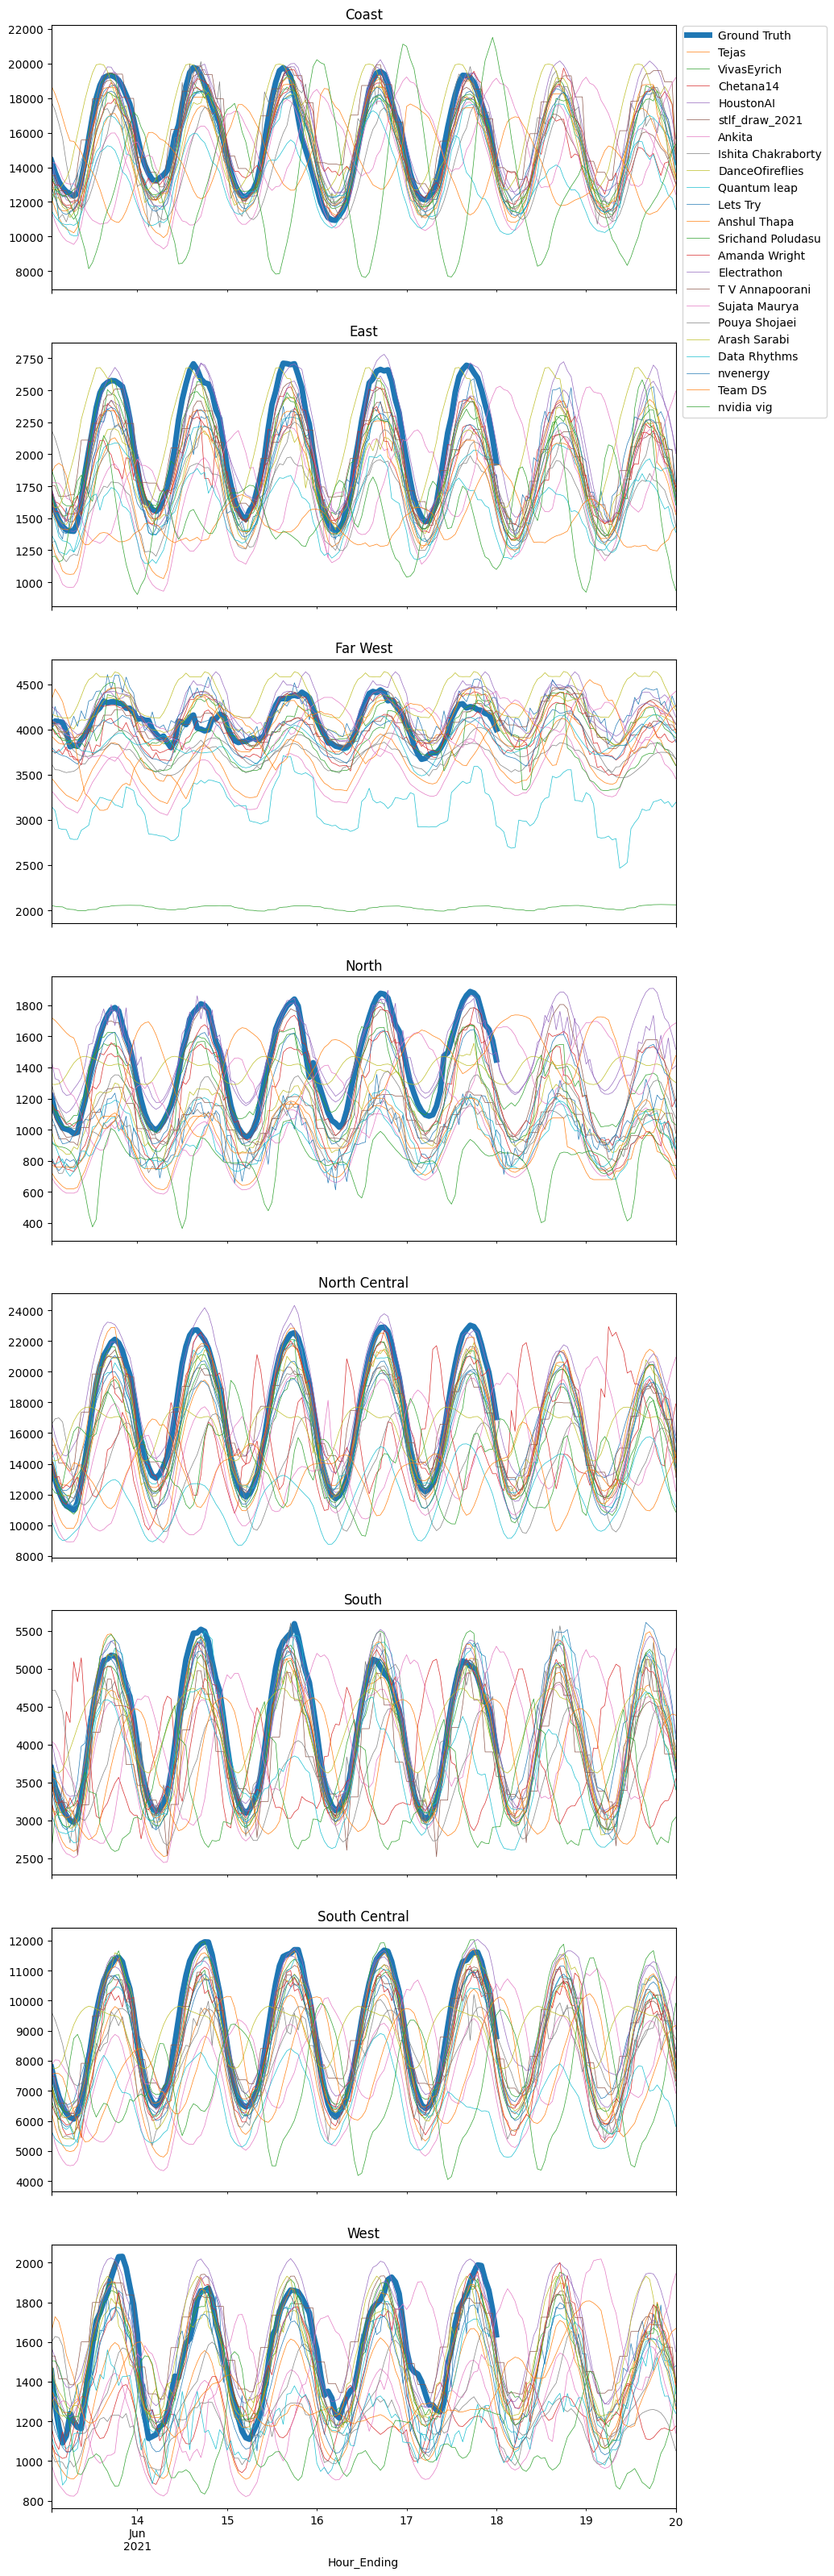 Coast
22000
20000
18000
16000
14000
12000
10000
8000
Ground Truth
Tejas
VivasEyrich
Chetana14
HoustonAI
stlf_draw_2021
Ankita
Ishita Chakraborty
DanceOfireflies
Quantum leap
Lets Try
Anshul Thapa
Srichand Poludasu
Amanda Wright
Electrathon
T V Annapoorani
Sujata Maurya
Pouya Shojaei
Arash Sarabi
Data Rhythms
nvenergy
Team DS
nvidia vig
East
2750
2500
2250
2000
1750
1500
1250
1000
Far West
4500
4000
3500
3000
2500
2000
North
1800
1600
1400
1200
1000
800
600
400
North Central
24000
22000
20000
18000
16000
14000
12000
10000
8000
South
5500
5000
4500
4000
3500
3000
2500
South Central
12000
11000
10000
9000
8000
7000
6000
5000
4000
West
2000
1800
1600
1400
1200
1000
800
14 15 16 17 18 19 20
Jun
2021
Hour_Ending